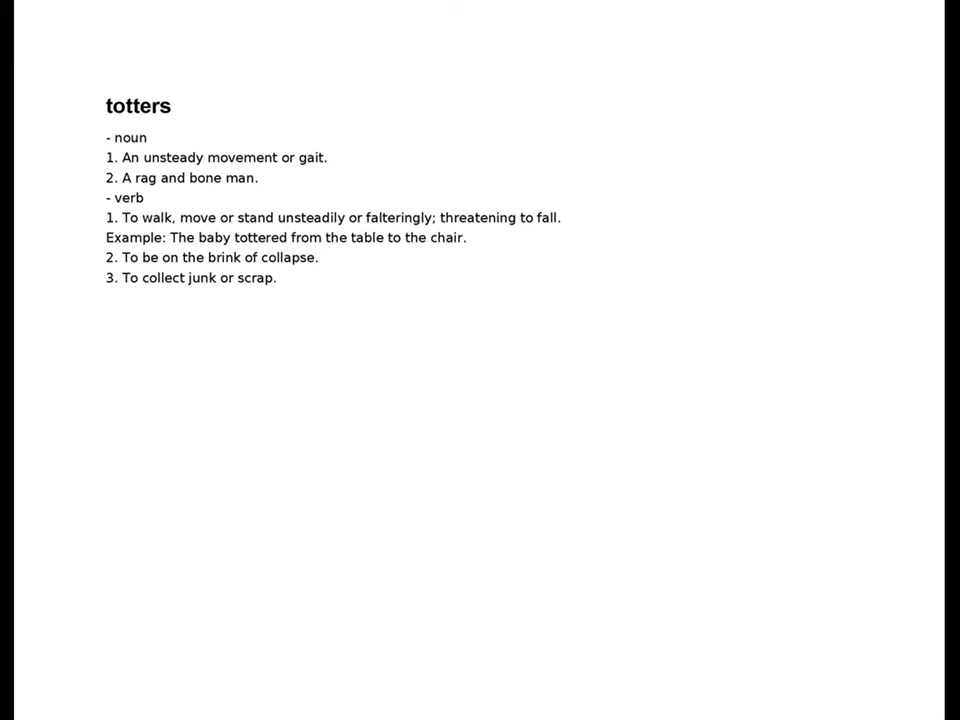 totters
- noun
1. An unsteady movement or gait.
2. A rag and bone man.
- verb
1. To walk, move or stand unsteadily or falteringly; threatening to fall.
Example: The baby tottered from the table to the chair.
2. To be on the brink of collapse.
3. To collect junk or scrap.